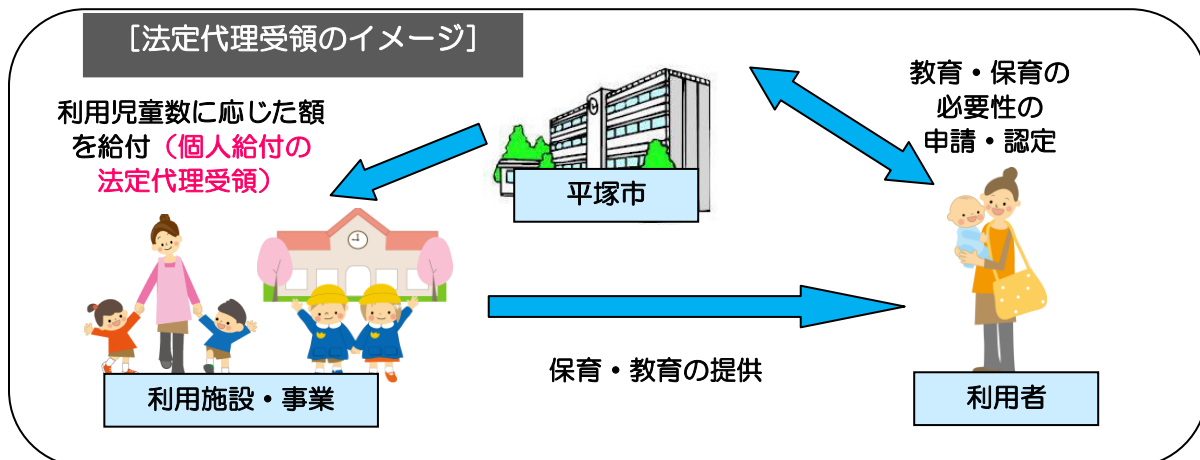 ［法定代理受領のイメージ］
利用児童数に応じた額
を給付（個人給付の
法定代理受領）
教育・保育の
必要性の
申請・認定
平塚市
保育・教育の提供
利用施設・事業
利用者